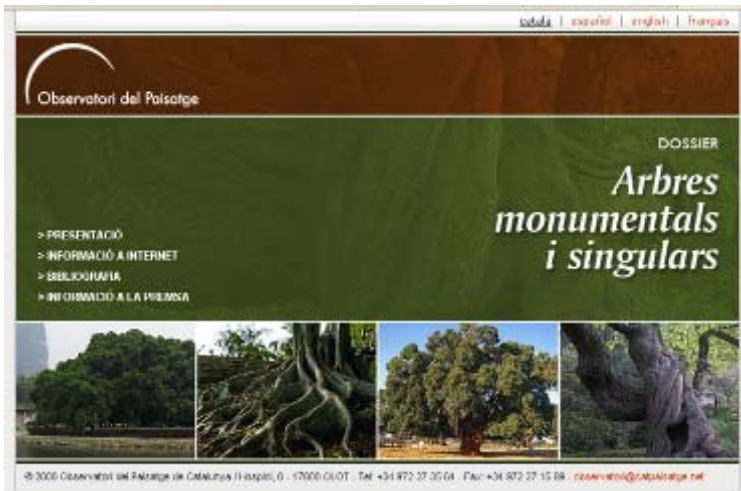 català | español | english | français
Observatori del Paisatge
DOSSIER
Arbres
monumentals
i singulars
> PRESENTACIÓ
> INFORMACIÓ A INTERNET
> BIBLIOGRAFIA
> INFORMACIÓ A LA PREMSA
Observatori del Paisatge de Catalunya / Hospici, 8 - 17800 OLOT - Tel: +34 972 27 35 64 - Fax: +34 972 27 15 89 - observatori@catpaisatge.net